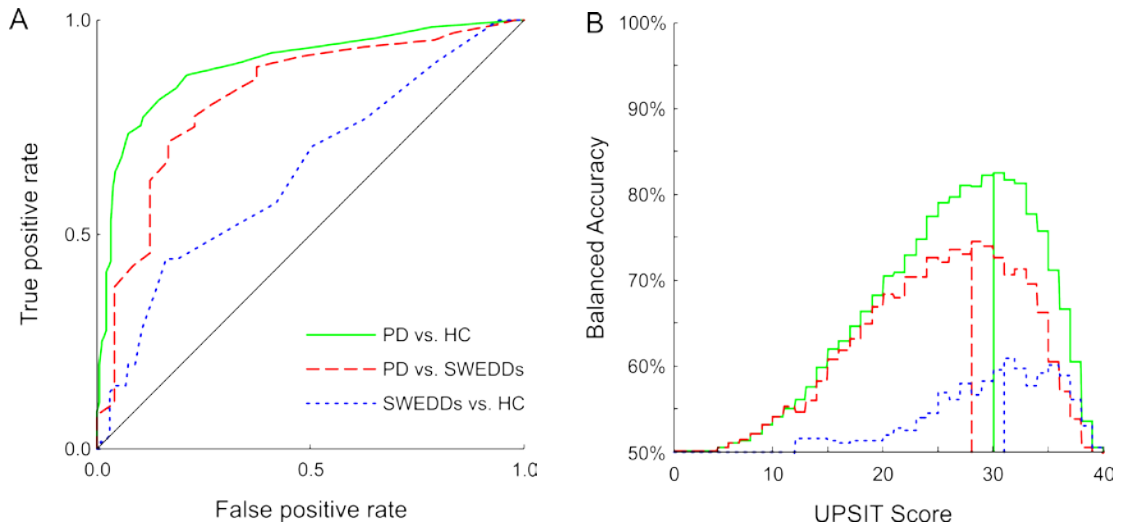 A
1.0
0.5
0.0
True positive rate
0.0
0.5
1.0
False positive rate
PD vs. HC
PD vs. SWEDDs
SWEDDs vs. HC
B
100%
90%
80%
70%
60%
50%
Balanced Accuracy
0
10
20
30
40
UPSIT Score